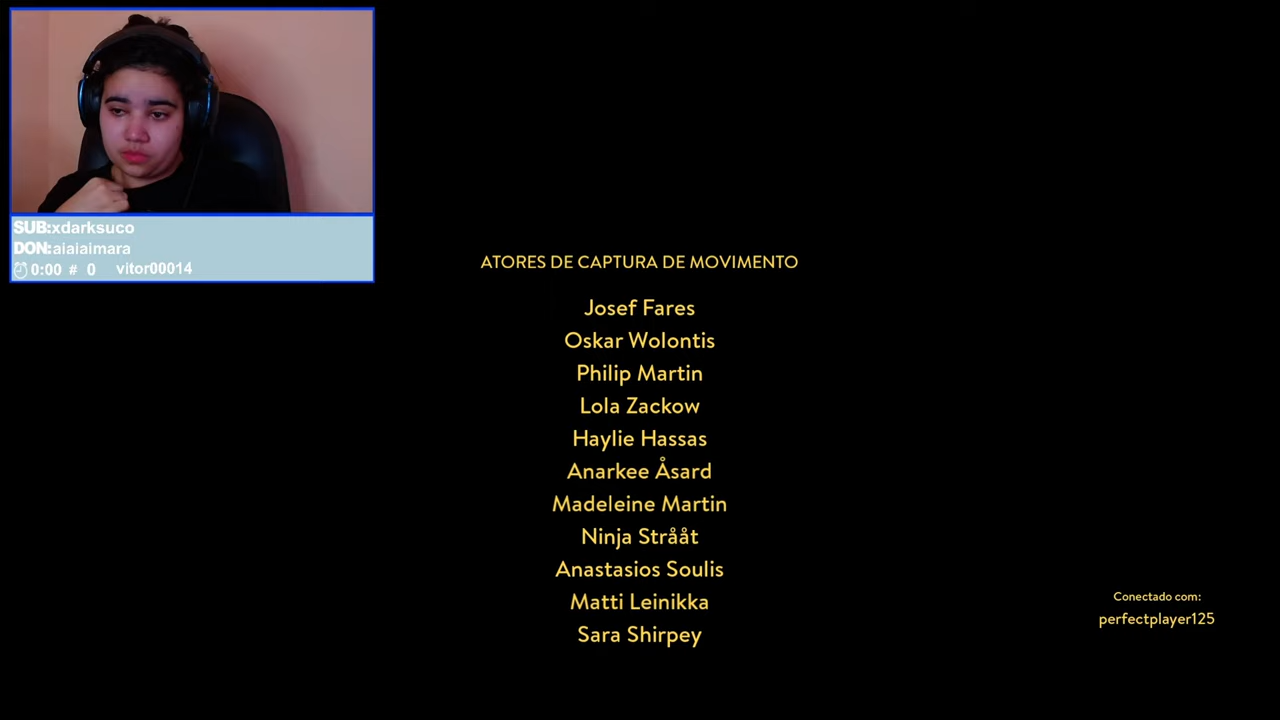 SUB:xdarksuco
DON:aiaiaimara
0:00 # 0 vitor00014
ATORES DE CAPTURA DE MOVIMENTO
Josef Fares
Oskar Wolontis
Philip Martin
Lola Zackow
Haylie Hassas
Anarkee Åsard
Madeleine Martin
Ninja Strååt
Anastasios Soulis
Matti Leinikka
Sara Shirpey
Conectado com:
perfectplayer125